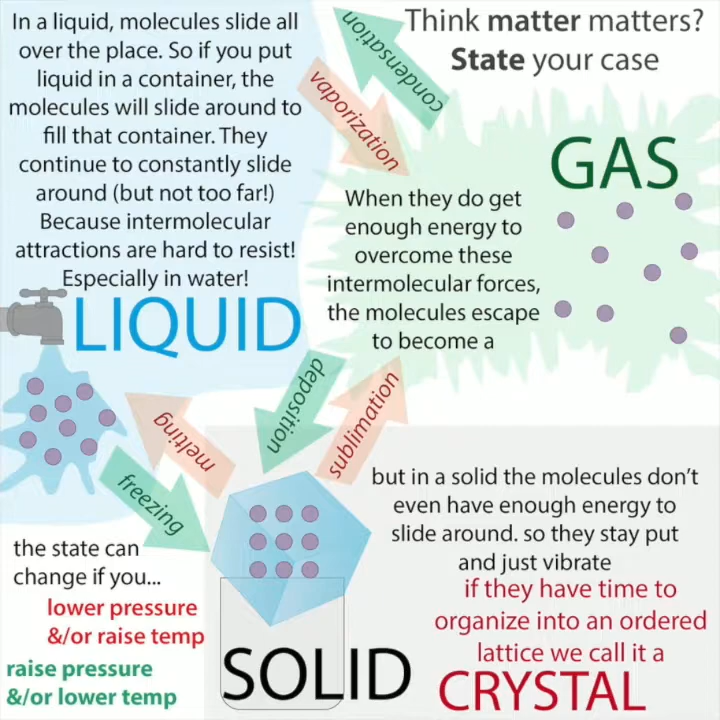 In a liquid, molecules slide all
over the place. So if you put
liquid in a container, the
molecules will slide around to
fill that container. They
continue to constantly slide
around (but not too far!)
Because intermolecular
attractions are hard to resist!
Especially in water!
LIQUID
condensation
vaporization
Think matter matters?
State your case
GAS
When they do get
enough energy to
overcome these
intermolecular forces,
the molecules escape
to become a
deposition
sublimation
melting
freezing
but in a solid the molecules don't
even have enough energy to
slide around. so they stay put
and just vibrate
if they have time to
organize into an ordered
lattice we call it a
CRYSTAL
SOLID
the state can
change if you...
lower pressure
&/or raise temp
raise pressure
&/or lower temp